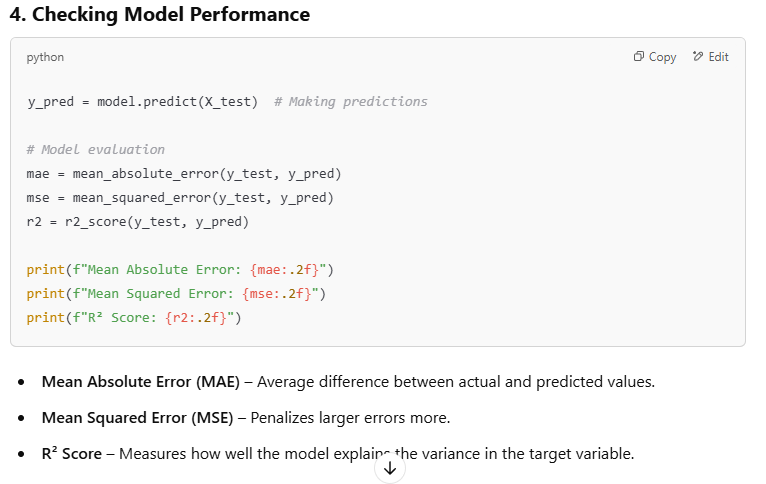 4. Checking Model Performance
python
Copy
Edit
y_pred = model.predict(X_test)  # Making predictions
# Model evaluation
mae = mean_absolute_error(y_test, y_pred)
mse = mean_squared_error(y_test, y_pred)
r2 = r2_score(y_test, y_pred)
print(f"Mean Absolute Error: {mae:.2f}")
print(f"Mean Squared Error: {mse:.2f}")
print(f"R² Score: {r2:.2f}")
• Mean Absolute Error (MAE) – Average difference between actual and predicted values.
• Mean Squared Error (MSE) – Penalizes larger errors more.
• R² Score – Measures how well the model explains the variance in the target variable.